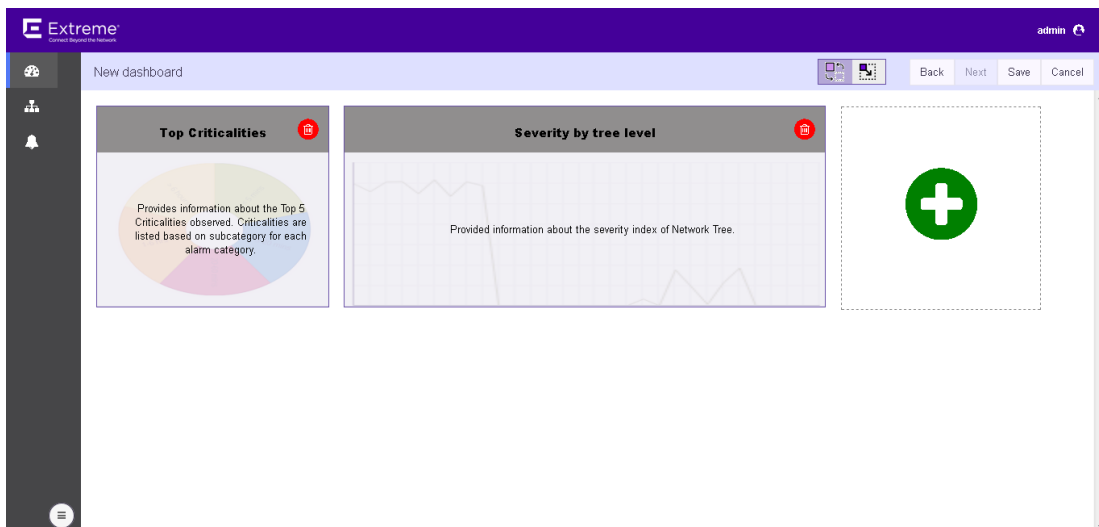 Extreme
Connect Beyond the Network
admin
New dashboard
Back
Next
Save
Cancel
Top Criticalities
Severity by tree level
Provides information about the Top 5
Criticalities observed. Criticalities are
listed based on subcategory for each
alarm category.
Provided information about the severity index of Network Tree.